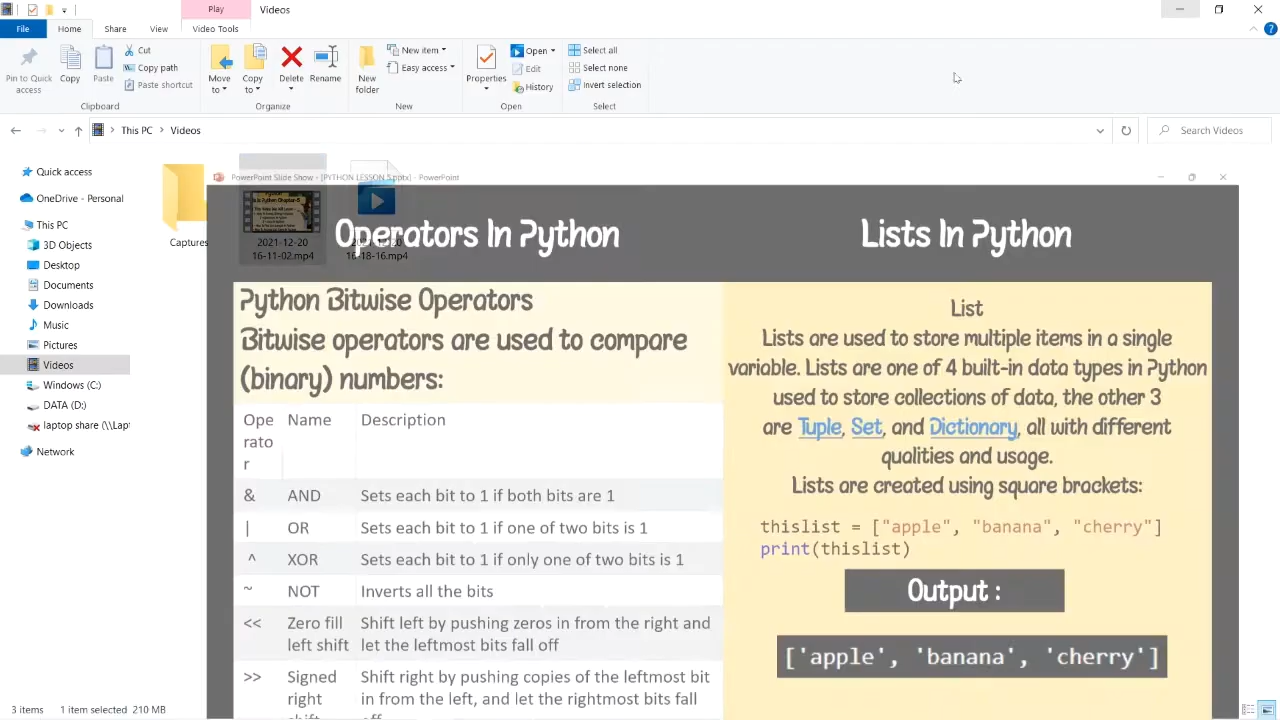 Play
Videos
File
Home
Share
View
Video Tools
Pin to Quick
access
Copy
Paste
Cut
Copy path
Paste shortcut
Clipboard
Move
to
Copy
to
Delete
Rename
Organize
New
folder
New item
Easy access
New
Properties
Open
Edit
History
Open
Select all
Select none
Invert selection
Select
This PC
Videos
Search Videos
Quick access
OneDrive - Personal
This PC
3D Objects
Desktop
Documents
Downloads
Music
Pictures
Videos
Windows (C:)
DATA (D:)
laptop share (\\Lapt
Network
Captures
2021-12-20
16-11-02.mp4
16-18-16.mp4
PowerPoint Slide Show - [PYTHON LESSON 5.pptx] - PowerPoint
Operators In Python
Python Bitwise Operators
Bitwise operators are used to compare
(binary) numbers:
Ope
rato
r
Name
Description
& AND Sets each bit to 1 if both bits are 1
| OR Sets each bit to 1 if one of two bits is 1
^ XOR Sets each bit to 1 if only one of two bits is 1
~ NOT Inverts all the bits
<< Zero fill Shift left by pushing zeros in from the right and
left shift let the leftmost bits fall off
>> Signed Shift right by pushing copies of the leftmost bit
right in from the left, and let the rightmost bits fall
Lists In Python
List
Lists are used to store multiple items in a single
variable. Lists are one of 4 built-in data types in Python
used to store collections of data, the other 3
are Tuple, Set, and Dictionary, all with different
qualities and usage.
Lists are created using square brackets:
thislist = ["apple", "banana", "cherry"]
print(thislist)
Output :
['apple', 'banana', 'cherry']
3 items
1 item selected 210 MB